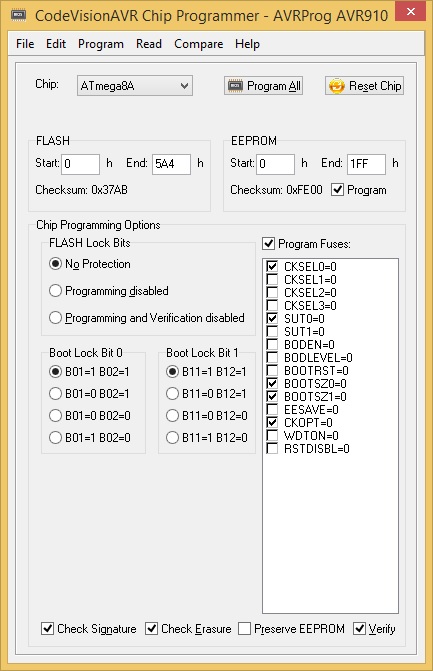 CodeVisionAVR Chip Programmer - AVRProg AVR910
File Edit Program Read Compare Help
Chip: ATmega8A Program All Reset Chip
FLASH
Start: 0 h End: 5A4 h
Checksum: 0x37AB
EEPROM
Start: 0 h End: 1FF h
Checksum: 0xFE00 Program
Chip Programming Options
FLASH Lock Bits
No Protection
Programming disabled
Programming and Verification disabled
Boot Lock Bit 0
B01=1 B02=1
B01=0 B02=1
B01=0 B02=0
B01=1 B02=0
Boot Lock Bit 1
B11=1 B12=1
B11=0 B12=1
B11=0 B12=0
B11=1 B12=0
Program Fuses:
CKSEL0=0
CKSEL1=0
CKSEL2=0
CKSEL3=0
SUT0=0
SUT1=0
BODEN=0
BODLEVEL=0
BOOTRST=0
BOOTSZ0=0
BOOTSZ1=0
EESAVE=0
CKOPT=0
WDTON=0
RSTDISBL=0
Check Signature Check Erasure Preserve EEPROM Verify